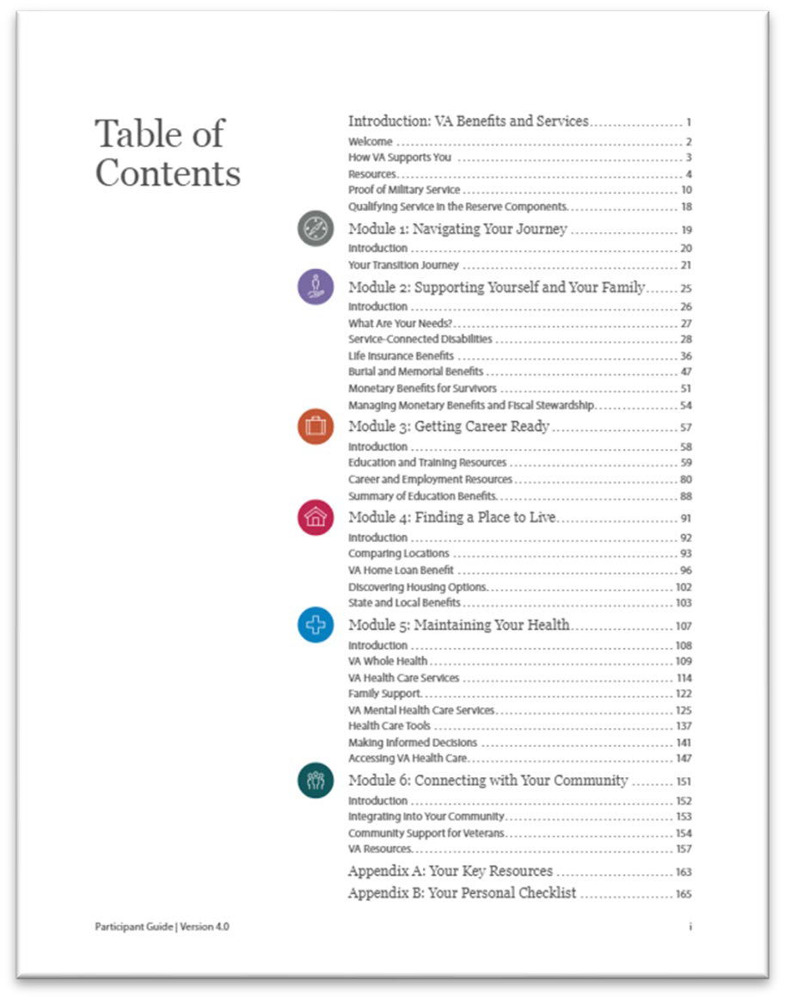 Table of
Contents
Introduction: VA Benefits and Services.................... 1
Welcome ........................................................ 2
How VA Supports You ............................................ 3
Resources....................................................... 4
Proof of Military Service ...................................... 10
Qualifying Service in the Reserve Components.................... 18
Module 1: Navigating Your Journey .................... 19
Introduction ................................................... 20
Your Transition Journey ........................................ 21
Module 2: Supporting Yourself and Your Family....... 25
Introduction ................................................... 26
What Are Your Needs?............................................ 27
Service-Connected Disabilities ................................. 28
Life Insurance Benefits ........................................ 36
Burial and Memorial Benefits ................................... 47
Monetary Benefits for Survivors ................................ 51
Managing Monetary Benefits and Fiscal Stewardship............... 54
Module 3: Getting Career Ready ........................ 57
Introduction ................................................... 58
Education and Training Resources ............................... 59
Career and Employment Resources ................................ 80
Summary of Education Benefits................................... 88
Module 4: Finding a Place to Live....................... 91
Introduction ................................................... 92
Comparing Locations ............................................ 93
VA Home Loan Benefit ........................................... 96
Discovering Housing Options..................................... 102
State and Local Benefits ....................................... 103
Module 5: Maintaining Your Health.................... 107
Introduction ................................................... 108
VA Whole Health................................................. 109
VA Health Care Services ........................................ 114
Family Support.................................................. 122
VA Mental Health Care Services.................................. 125
Health Care Tools .............................................. 137
Making Informed Decisions ...................................... 141
Accessing VA Health Care........................................ 147
Module 6: Connecting with Your Community ........ 151
Introduction ................................................... 152
Integrating Into Your Community................................. 153
Community Support for Veterans.................................. 154
VA Resources.................................................... 157
Appendix A: Your Key Resources ....................... 163
Appendix B: Your Personal Checklist .................. 165
Participant Guide | Version 4.0
i